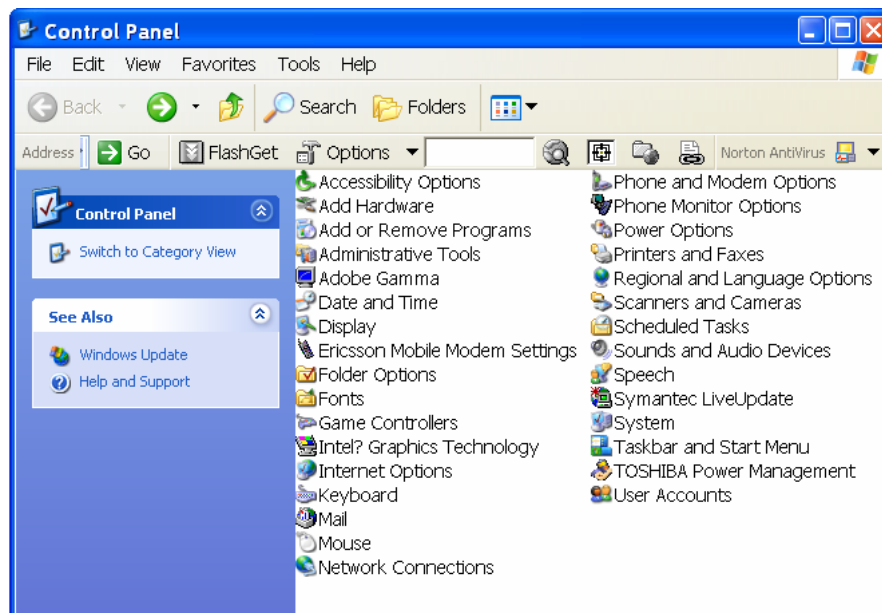 Control Panel
File Edit View Favorites Tools Help
Back Search Folders
Address Go FlashGet Options Norton AntiVirus
Control Panel
Switch to Category View
See Also
Windows Update
Help and Support
Accessibility Options
Add Hardware
Add or Remove Programs
Administrative Tools
Adobe Gamma
Date and Time
Display
Ericsson Mobile Modem Settings
Folder Options
Fonts
Game Controllers
Intel? Graphics Technology
Internet Options
Keyboard
Mail
Mouse
Network Connections
Phone and Modem Options
Phone Monitor Options
Power Options
Printers and Faxes
Regional and Language Options
Scanners and Cameras
Scheduled Tasks
Sounds and Audio Devices
Speech
Symantec LiveUpdate
System
Taskbar and Start Menu
TOSHIBA Power Management
User Accounts